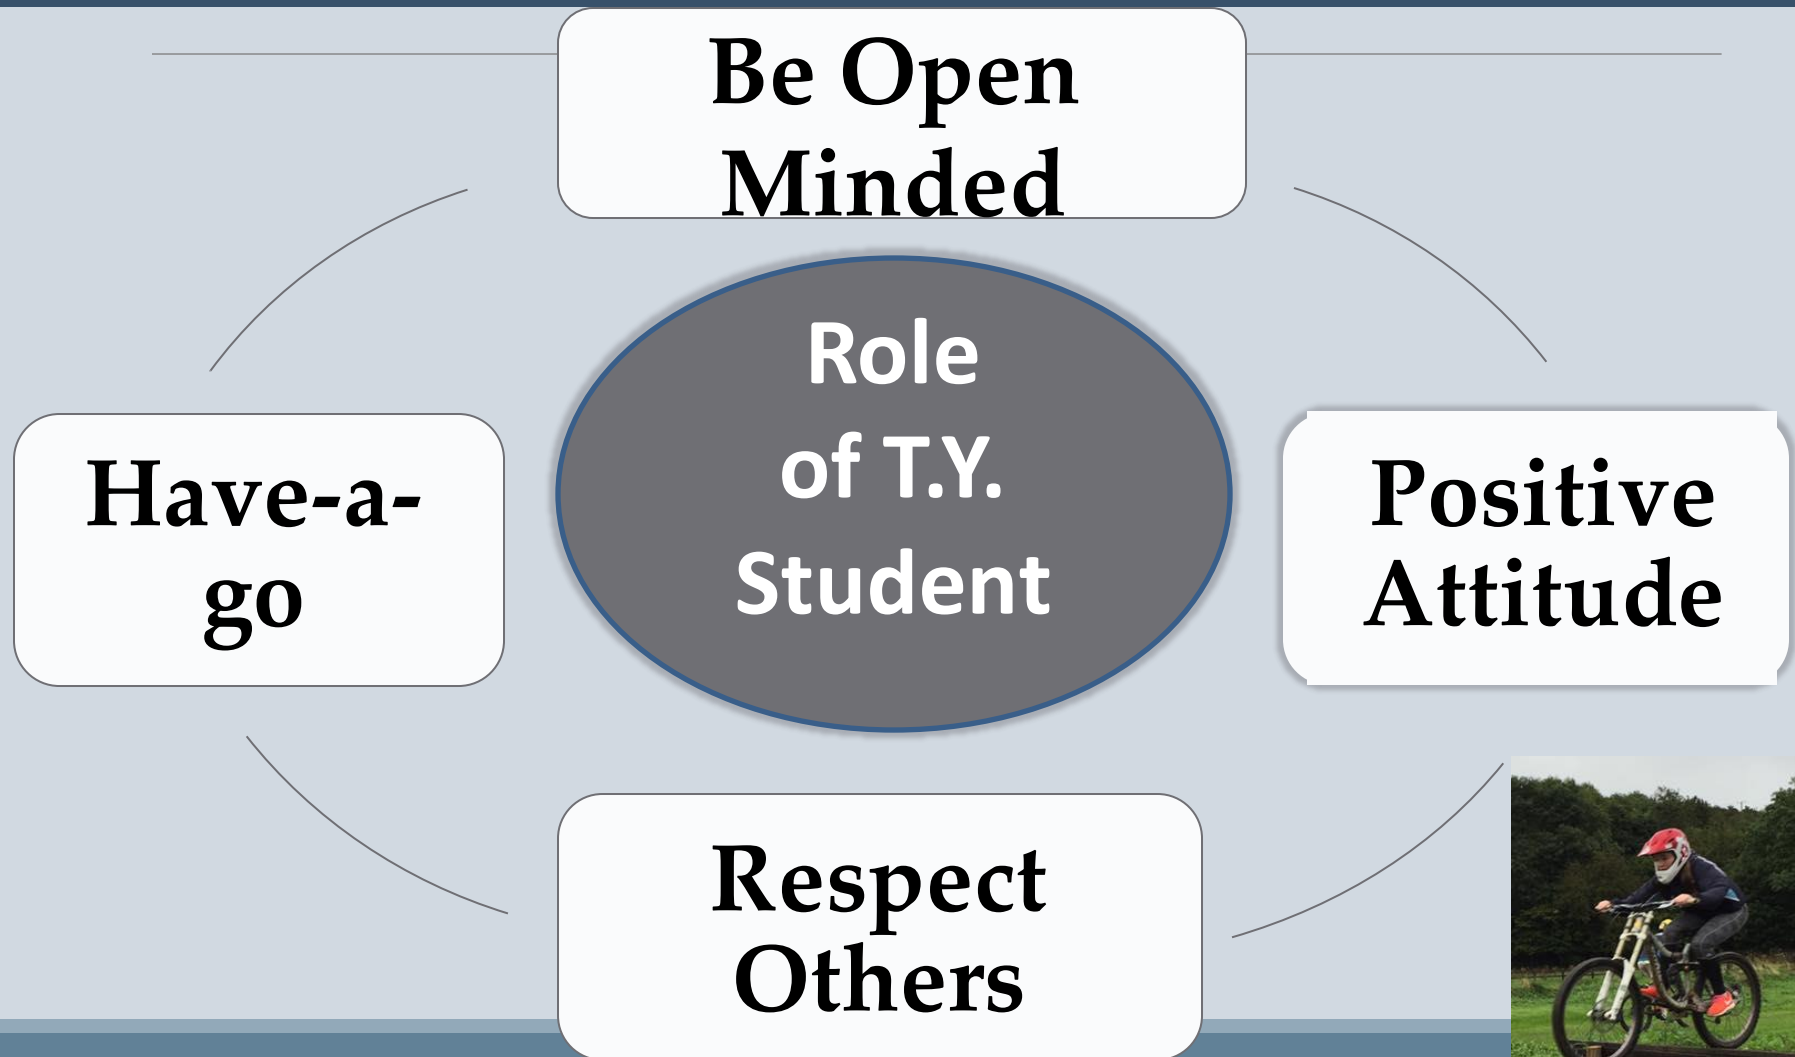 Be Open
Minded
Role
of T.Y.
Student
Have-a-
go
Positive
Attitude
Respect
Others